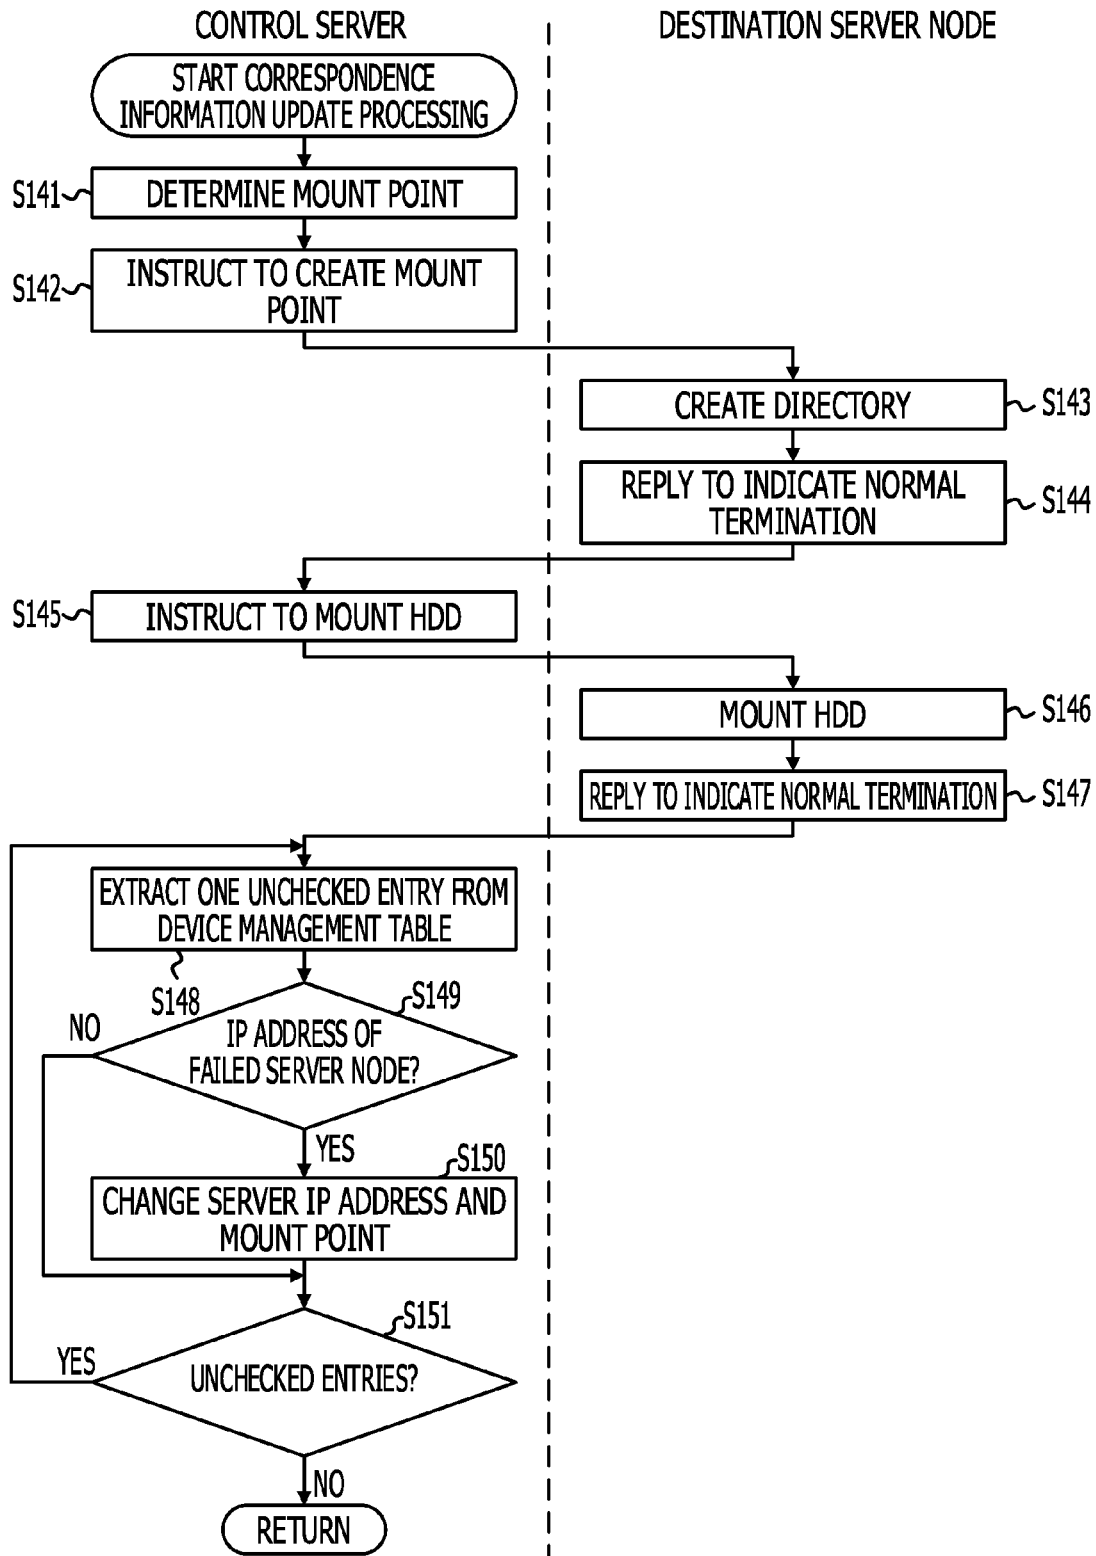 CONTROL SERVER
DESTINATION SERVER NODE
START CORRESPONDENCE
INFORMATION UPDATE PROCESSING
S141
DETERMINE MOUNT POINT
S142
INSTRUCT TO CREATE MOUNT
POINT
CREATE DIRECTORY
S143
REPLY TO INDICATE NORMAL
TERMINATION
S144
S145
INSTRUCT TO MOUNT HDD
MOUNT HDD
S146
REPLY TO INDICATE NORMAL TERMINATION
S147
EXTRACT ONE UNCHECKED ENTRY FROM
DEVICE MANAGEMENT TABLE
S148
S149
NO
IP ADDRESS OF
FAILED SERVER NODE?
YES
S150
CHANGE SERVER IP ADDRESS AND
MOUNT POINT
S151
YES
UNCHECKED ENTRIES?
NO
RETURN